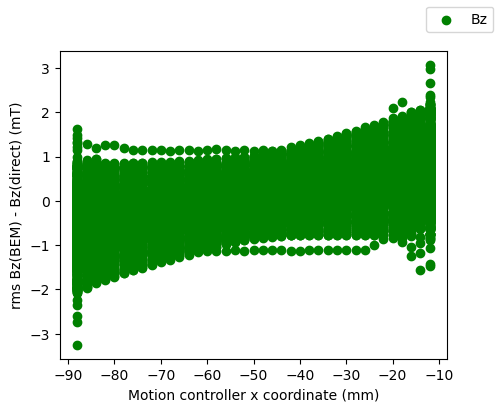 Bz
3
2
1
0
−1
−2
−3
rms Bz(BEM) - Bz(direct) (mT)
−90 −80 −70 −60 −50 −40 −30 −20 −10
Motion controller x coordinate (mm)